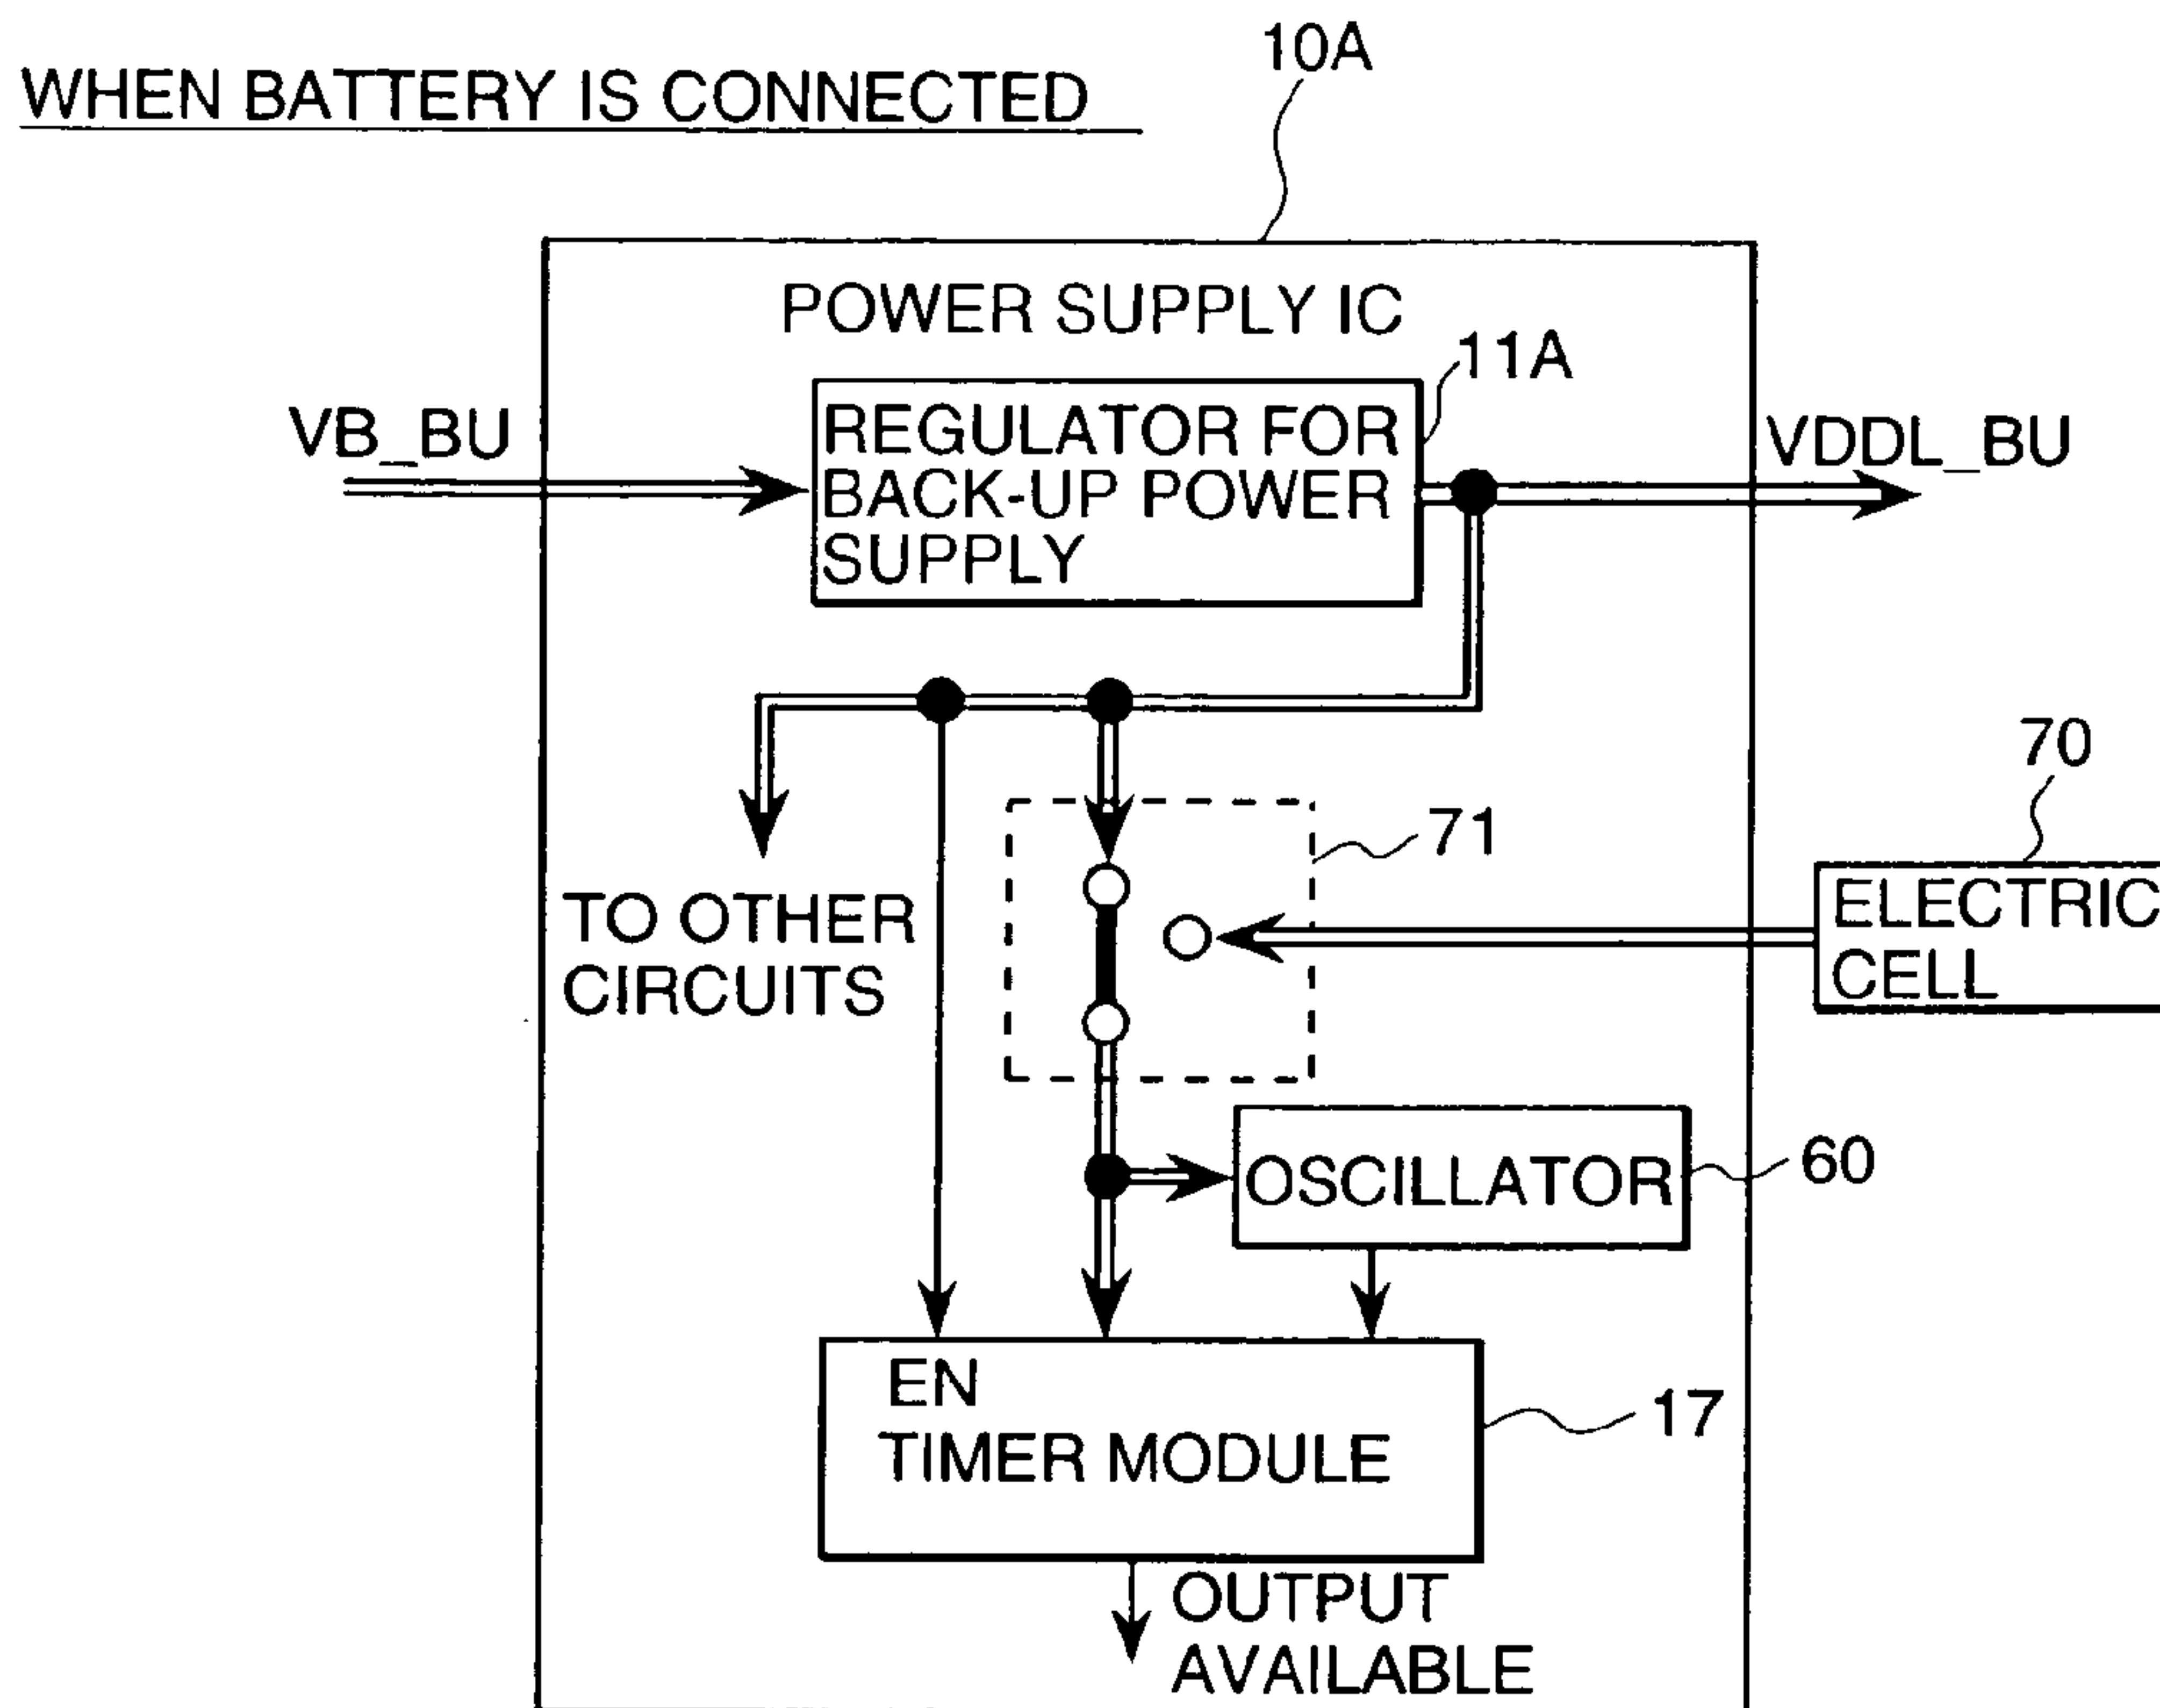 10A
WHEN BATTERY IS CONNECTED
POWER SUPPLY IC
11A
VB_BU
REGULATOR FOR
BACK-UP POWER
SUPPLY
VDDL_BU
70
71
ELECTRIC
CELL
TO OTHER
CIRCUITS
OSCILLATOR
60
EN
TIMER MODULE
17
OUTPUT
AVAILABLE